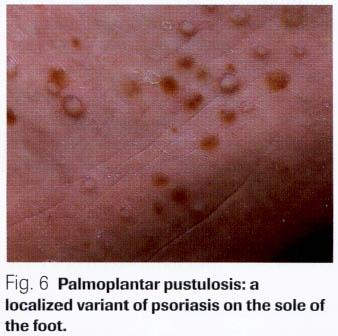 Fig. 6 Palmoplantar pustulosis: a
localized variant of psoriasis on the sole of
the foot.